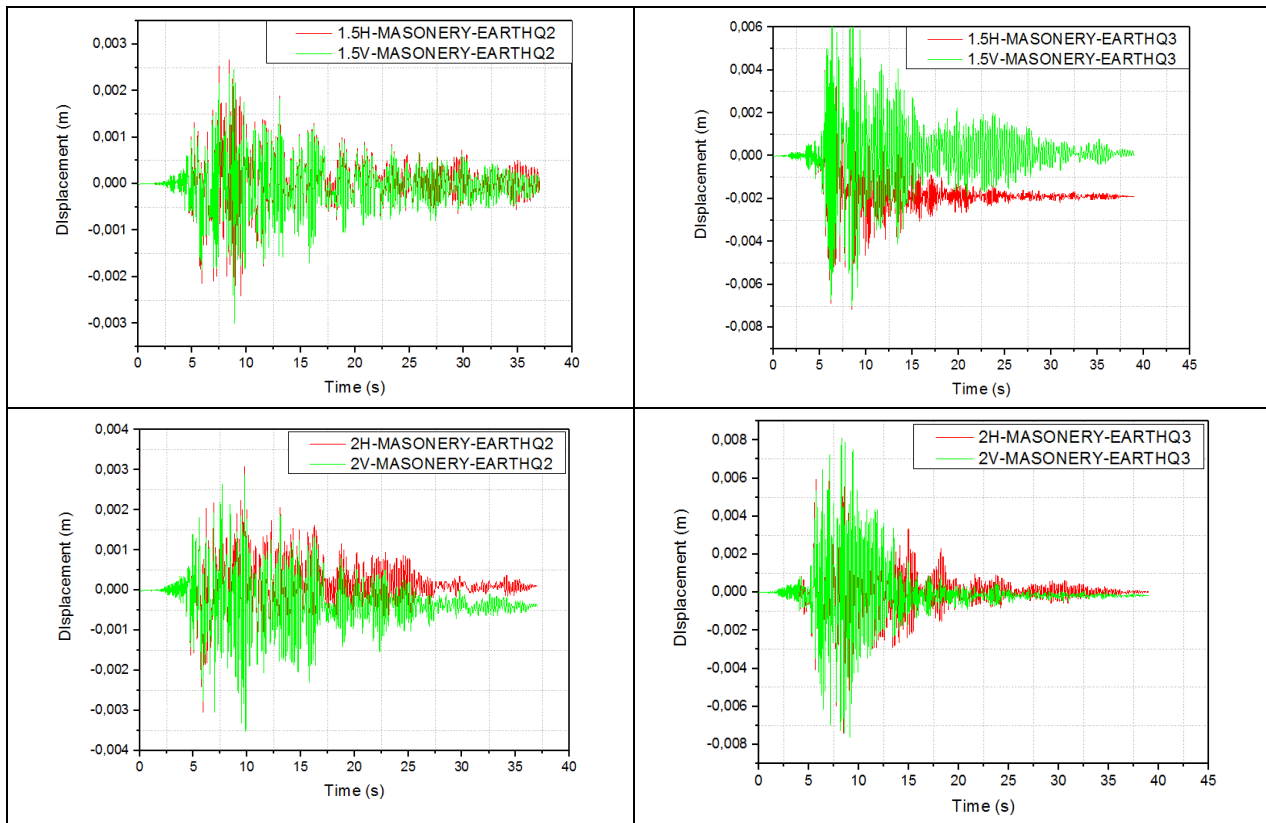 0,003
0,002
0,001
0,000
-0,001
-0,002
-0,003
DIsplacement (m)
1.5H-MASONERY-EARTHQ2
1.5V-MASONERY-EARTHQ2
0 5 10 15 20 25 30 35 40
Time (s)
0,006
0,004
0,002
0,000
-0,002
-0,004
-0,006
-0,008
DIsplacement (m)
1.5H-MASONERY-EARTHQ3
1.5V-MASONERY-EARTHQ3
0 5 10 15 20 25 30 35 40 45
Time (s)
0,004
0,003
0,002
0,001
0,000
-0,001
-0,002
-0,003
-0,004
DIsplacement (m)
2H-MASONERY-EARTHQ2
2V-MASONERY-EARTHQ2
0 5 10 15 20 25 30 35 40
Time (s)
0,008
0,006
0,004
0,002
0,000
-0,002
-0,004
-0,006
-0,008
DIsplacement (m)
2H-MASONERY-EARTHQ3
2V-MASONERY-EARTHQ3
0 5 10 15 20 25 30 35 40 45
Time (s)